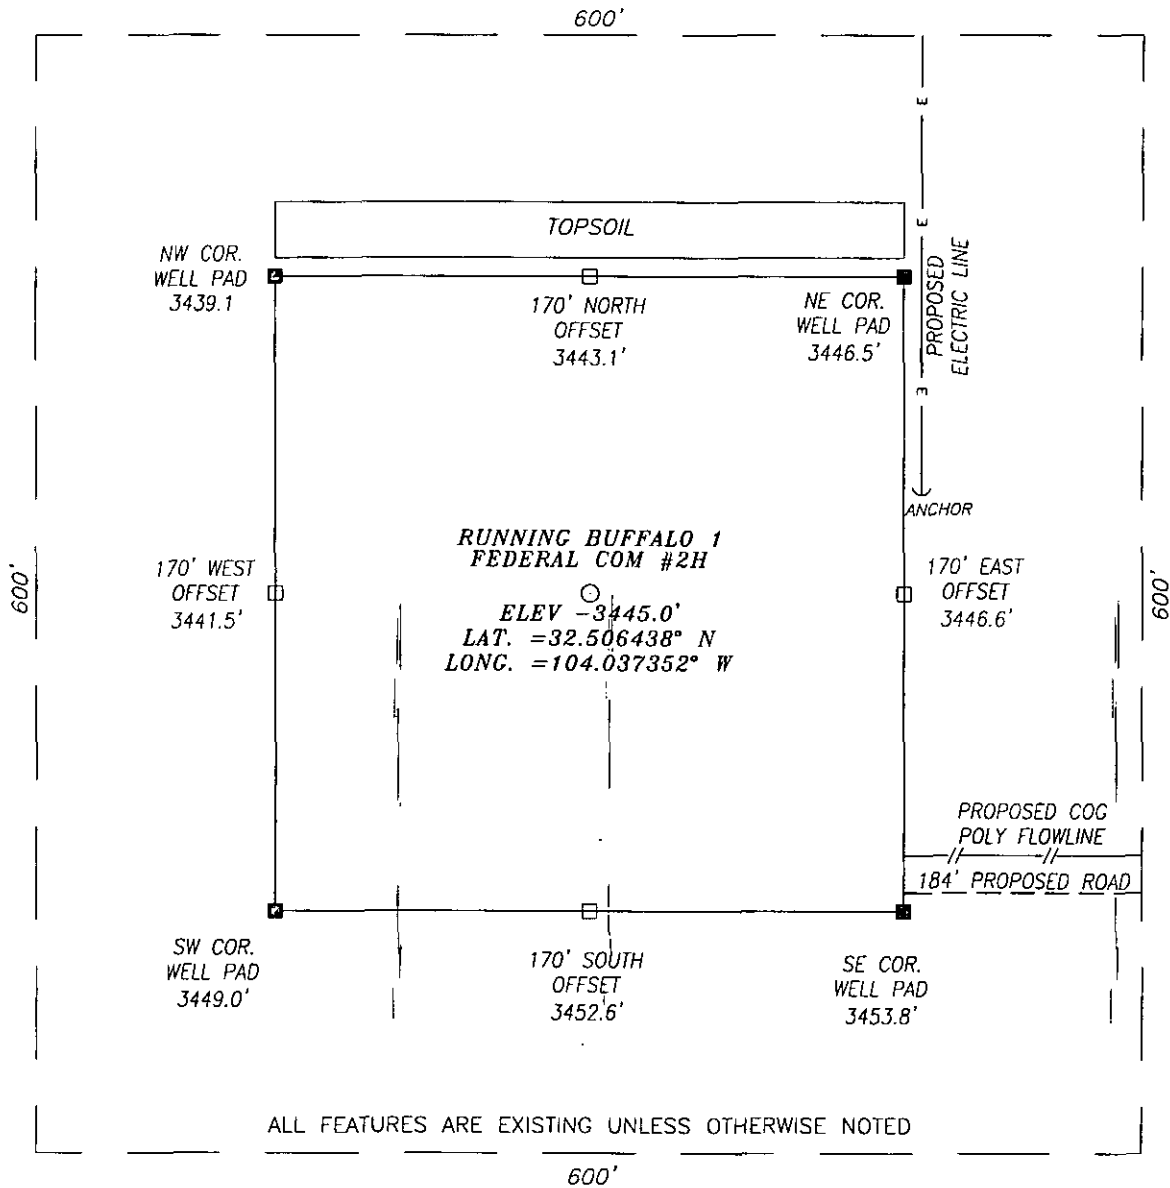 600'
TOPSOIL
NW COR.
WELL PAD
3439.1
170' NORTH
OFFSET
3443.1'
NE COR.
WELL PAD
3446.5'
PROPOSED
ELECTRIC LINE
E
E
E
ANCHOR
RUNNING BUFFALO 1
FEDERAL COM #2H
ELEV -3445.0'
LAT. =32.506438° N
LONG. =104.037352° W
600'
170' WEST
OFFSET
3441.5'
170' EAST
OFFSET
3446.6'
600'
PROPOSED COG
POLY FLOWLINE
184' PROPOSED ROAD
SW COR.
WELL PAD
3449.0'
170' SOUTH
OFFSET
3452.6'
SE COR.
WELL PAD
3453.8'
ALL FEATURES ARE EXISTING UNLESS OTHERWISE NOTED
600'